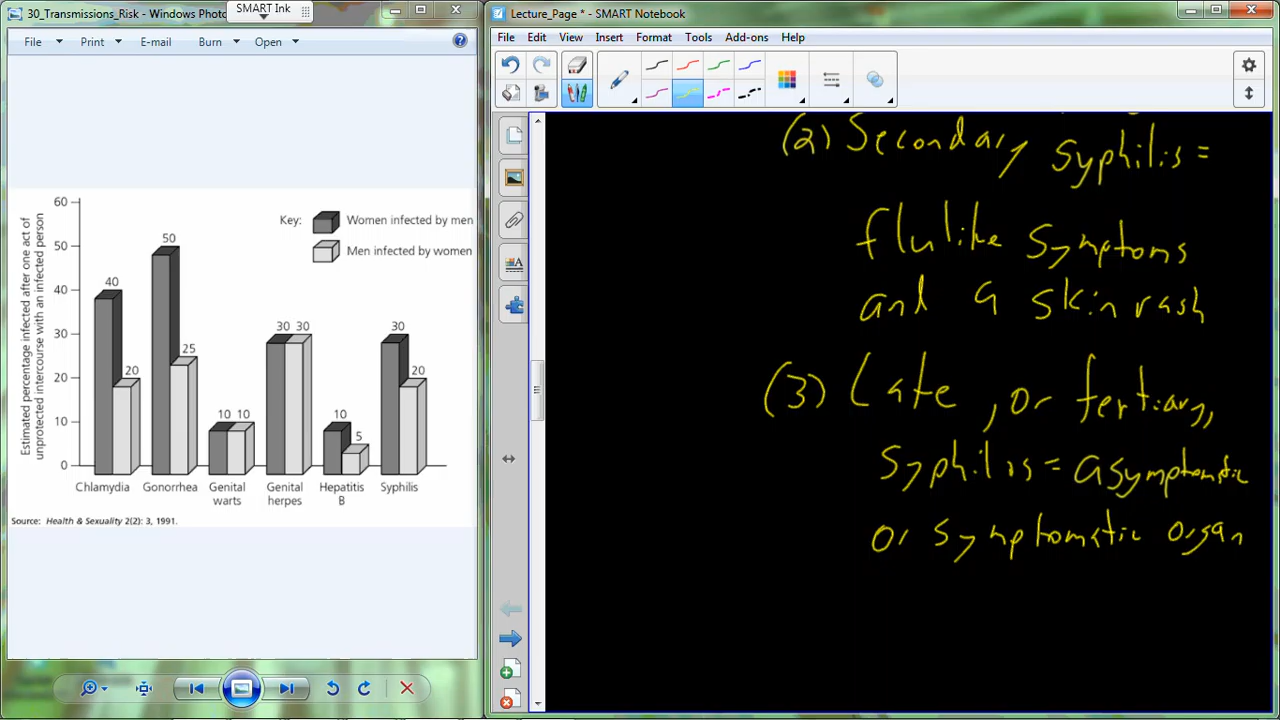 30_Transmissions_Risk - Windows Photo
SMART Ink
File Print E-mail Burn Open
60
50
40
30
20
10
0
Estimated percentage infected after one act of
unprotected intercourse with an infected person
Key: Women infected by men
Men infected by women
40
20
50
25
10 10
30 30
10
5
30
20
Chlamydia
Gonorrhea
Genital
warts
Genital
herpes
Hepatitis
B
Syphilis
Source: Health & Sexuality 2(2): 3, 1991.
Lecture_Page * - SMART Notebook
File Edit View Insert Format Tools Add-ons Help
(2) Secondary Syphilis =
flulike symptoms
and a skin rash
(3) Late, or tertiary,
syphilis = asymptomatic
or symptomatic organ